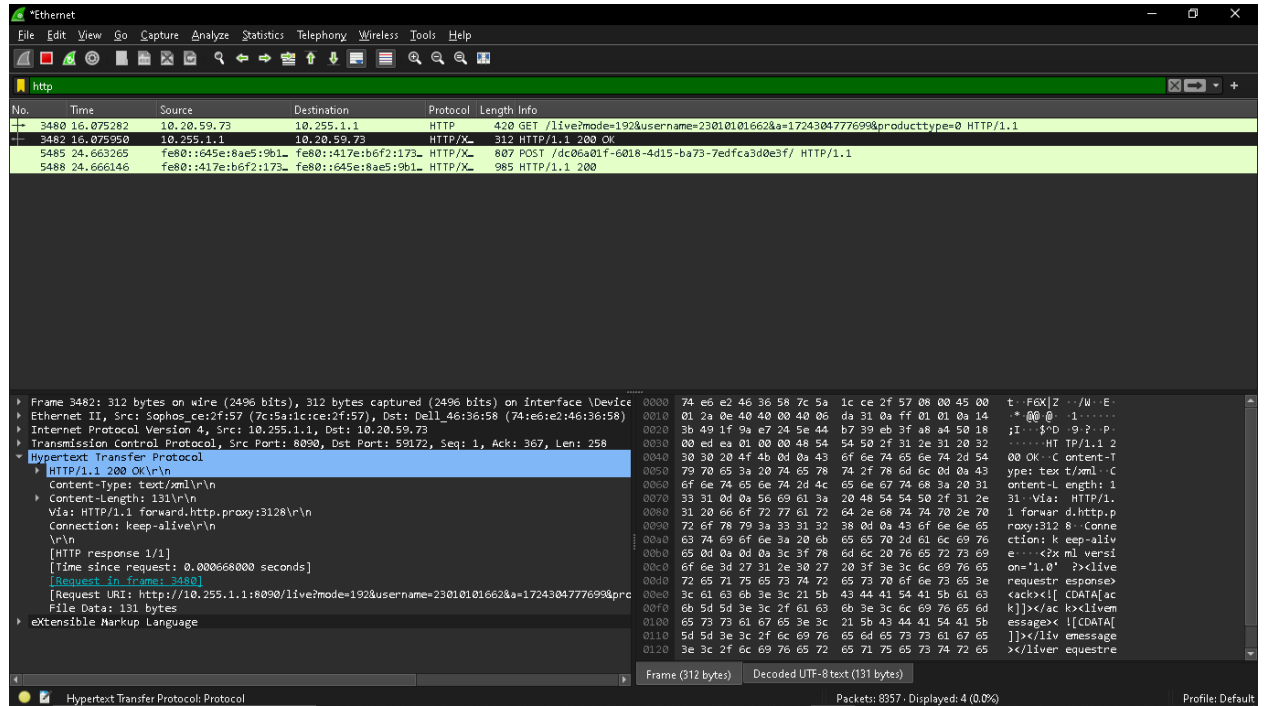 *Ethernet
File Edit View Go Capture Analyze Statistics Telephony Wireless Tools Help
http
No. Time Source Destination Protocol Length Info
3480 16.075282 10.20.59.73 10.255.1.1 HTTP 420 GET /live?mode=192&username=23010101662&a=1724304777699&producttype=0 HTTP/1.1
3482 16.075950 10.255.1.1 10.20.59.73 HTTP/X… 312 HTTP/1.1 200 OK
5485 24.663265 fe80::645e:8ae5:9b1… fe80::417e:b6f2:173… HTTP/X… 807 POST /dc06a01f-6018-4d15-ba73-7edfca3d0e3f/ HTTP/1.1
5488 24.666146 fe80::417e:b6f2:173… fe80::645e:8ae5:9b1… HTTP/X… 985 HTTP/1.1 200
Frame 3482: 312 bytes on wire (2496 bits), 312 bytes captured (2496 bits) on interface \Device
Ethernet II, Src: Sophos_ce:2f:57 (7c:5a:1c:ce:2f:57), Dst: Dell_46:36:58 (74:e6:e2:46:36:58)
Internet Protocol Version 4, Src: 10.255.1.1, Dst: 10.20.59.73
Transmission Control Protocol, Src Port: 8090, Dst Port: 59172, Seq: 1, Ack: 367, Len: 258
Hypertext Transfer Protocol
HTTP/1.1 200 OK\r\n
Content-Type: text/xml\r\n
Content-Length: 131\r\n
Via: HTTP/1.1 forward.http.proxy:3128\r\n
Connection: keep-alive\r\n
\r\n
[HTTP response 1/1]
[Time since request: 0.000668000 seconds]
[Request in frame: 3480]
[Request URI: http://10.255.1.1:8090/live?mode=192&username=23010101662&a=1724304777699&pro
File Data: 131 bytes
eXtensible Markup Language
0000 74 e6 e2 46 36 58 7c 5a 1c ce 2f 57 08 00 45 00 t··F6X|Z ··/W··E·
0010 01 2a 0e 40 40 00 40 06 da 31 0a ff 01 01 0a 14 ·*·@@·@· ·1······
0020 3b 49 1f 9a e7 24 5e 44 b7 39 eb 3f a8 a4 50 18 ;I···$^D ·9·?··P·
0030 00 ed ea 01 00 00 48 54 54 50 2f 31 2e 31 20 32 ······HT TP/1.1 2
0040 30 30 20 4f 4b 0d 0a 43 6f 6e 74 65 6e 74 2d 54 00 OK··C ontent-T
0050 79 70 65 3a 20 74 65 78 74 2f 78 6d 6c 0d 0a 43 ype: tex t/xml··C
0060 6f 6e 74 65 6e 74 2d 4c 65 6e 67 74 68 3a 20 31 ontent-L ength: 1
0070 33 31 0d 0a 56 69 61 3a 20 48 54 54 50 2f 31 2e 31··Via: HTTP/1.
0080 31 20 66 6f 72 77 61 72 64 2e 68 74 74 70 2e 70 1 forwar d.http.p
0090 72 6f 78 79 3a 33 31 32 38 0d 0a 43 6f 6e 6e 65 roxy:312 8··Conne
00a0 63 74 69 6f 6e 3a 20 6b 65 65 70 2d 61 6c 69 76 ction: k eep-aliv
00b0 65 0d 0a 0d 0a 3c 3f 78 6d 6c 20 76 65 72 73 69 e····<?x ml versi
00c0 6f 6e 3d 27 31 2e 30 27 20 3f 3e 3c 6c 69 76 65 on='1.0' ?><live
00d0 72 65 71 75 65 73 74 72 65 73 70 6f 6e 73 65 3e requestr esponse>
00e0 3c 61 63 6b 3e 3c 21 5b 43 44 41 54 41 5b 61 63 <ack><![ CDATA[ac
00f0 6b 5d 5d 3e 3c 2f 61 63 6b 3e 3c 6c 69 76 65 6d k]]></ac k><livem
0100 65 73 73 61 67 65 3e 3c 21 5b 43 44 41 54 41 5b essage>< ![CDATA[
0110 5d 5d 3e 3c 2f 6c 69 76 65 6d 65 73 73 61 67 65 ]]></liv emessage
0120 3e 3c 2f 6c 69 76 65 72 65 71 75 65 73 74 72 65 ></liver equestre
Frame (312 bytes) Decoded UTF-8 text (131 bytes)
Hypertext Transfer Protocol: Protocol Packets: 8357 · Displayed: 4 (0.0%) Profile: Default